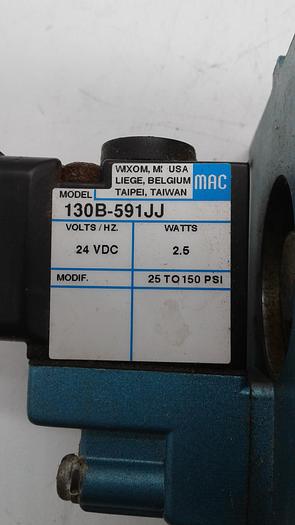 WIXOM, M: USA
LIEGE, BELGIUM
TAIPEI, TAIWAN
MAC
MODEL
130B-591JJ
VOLTS/HZ. WATTS
24 VDC 2.5
MODIF. 25 TO 150 PSI